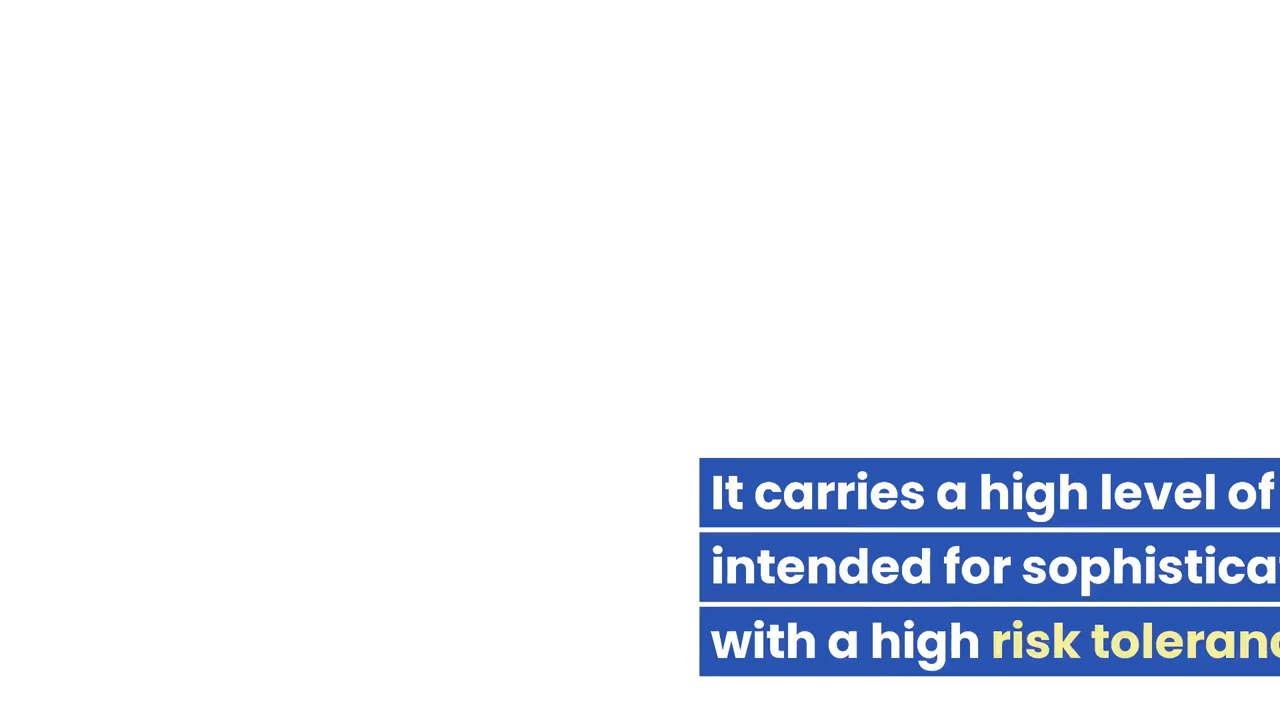 It carries a high level of
intended for
with a high risk